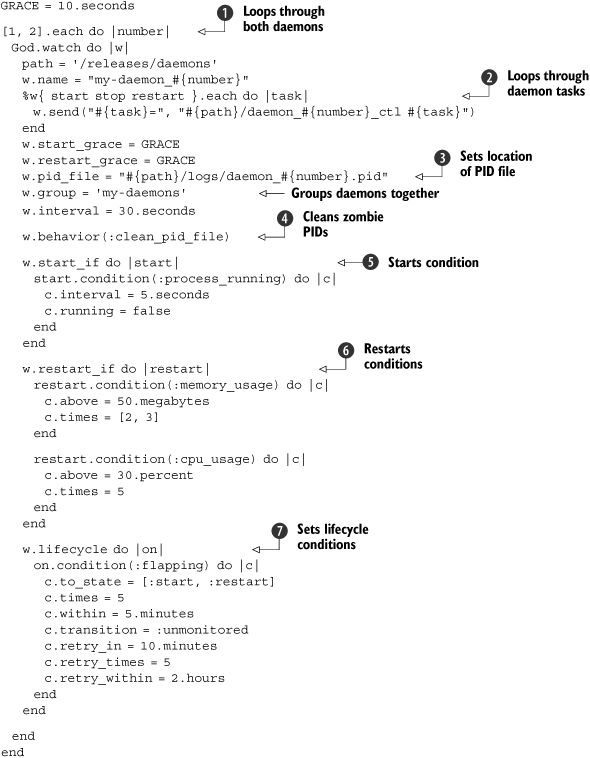 GRACE = 10.seconds
[1, 2].each do |number|
1 Loops through
both daemons
God.watch do |w|
path = '/releases/daemons'
w.name = "my-daemon_#{number}"
%w{ start stop restart }.each do |task|
2 Loops through
daemon tasks
w.send("#{task}=", "#{path}/daemon_#{number}_ctl #{task}")
end
w.start_grace = GRACE
w.restart_grace = GRACE
w.pid_file = "#{path}/logs/daemon_#{number}.pid"
3 Sets location
of PID file
w.group = 'my-daemons'
Groups daemons together
w.interval = 30.seconds
w.behavior(:clean_pid_file)
4 Cleans zombie
PIDs
w.start_if do |start|
5 Starts condition
start.condition(:process_running) do |c|
c.interval = 5.seconds
c.running = false
end
end
w.restart_if do |restart|
6 Restarts
conditions
restart.condition(:memory_usage) do |c|
c.above = 50.megabytes
c.times = [2, 3]
end
restart.condition(:cpu_usage) do |c|
c.above = 30.percent
c.times = 5
end
end
w.lifecycle do |on|
7 Sets lifecycle
conditions
on.condition(:flapping) do |c|
c.to_state = [:start, :restart]
c.times = 5
c.within = 5.minutes
c.transition = :unmonitored
c.retry_in = 10.minutes
c.retry_times = 5
c.retry_within = 2.hours
end
end
end
end